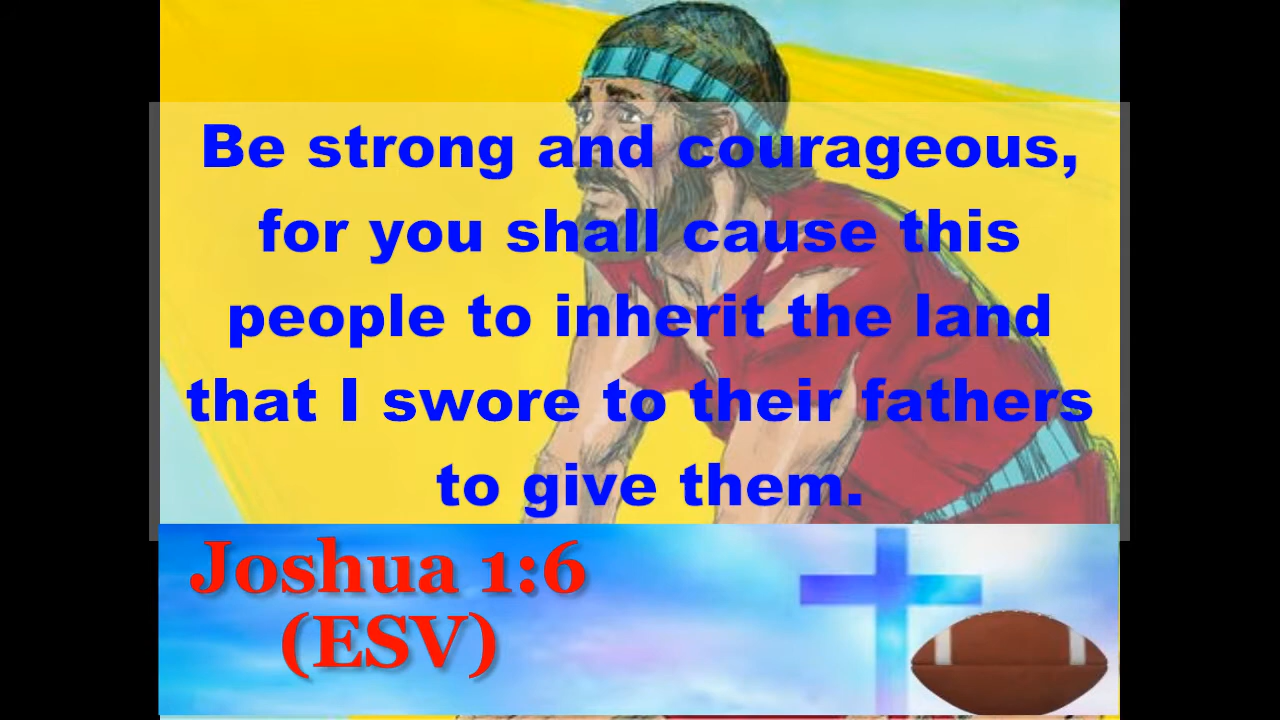 Be strong and courageous,
for you shall cause this
people to inherit the land
that I swore to their fathers
to give them.
Joshua 1:6
(ESV)